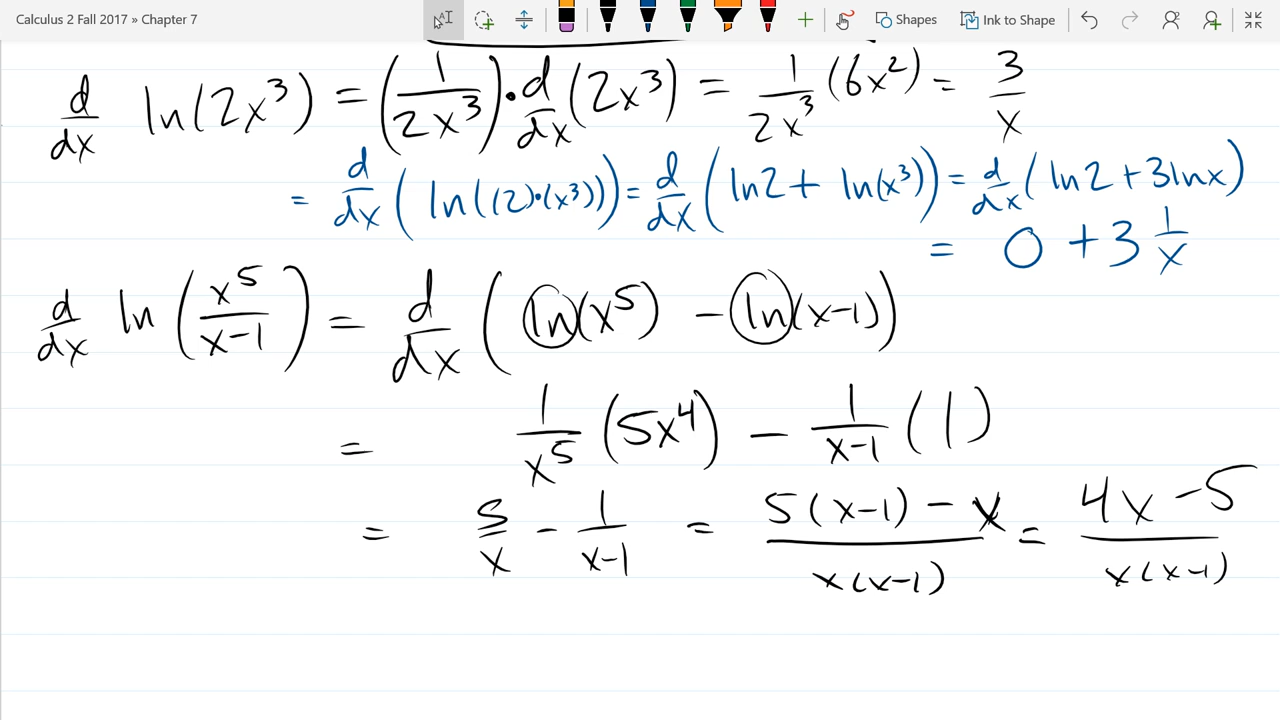 Calculus 2 Fall 2017 » Chapter 7 Shapes Ink to Shape
d/dx ln(2x³) = (1/2x³)·d/dx(2x³) = 1/2x³ (6x²) = 3/x
= d/dx(ln((2)·(x³))) = d/dx(ln2 + ln(x³)) = d/dx(ln2 + 3lnx)
= 0 + 3 1/x
d/dx ln(x⁵/x-1) = d/dx(ln(x⁵) - ln(x-1))
= 1/x⁵ (5x⁴) - 1/x-1 (1)
= 5/x - 1/x-1 = 5(x-1) - x/x(x-1) = 4x-5/x(x-1)